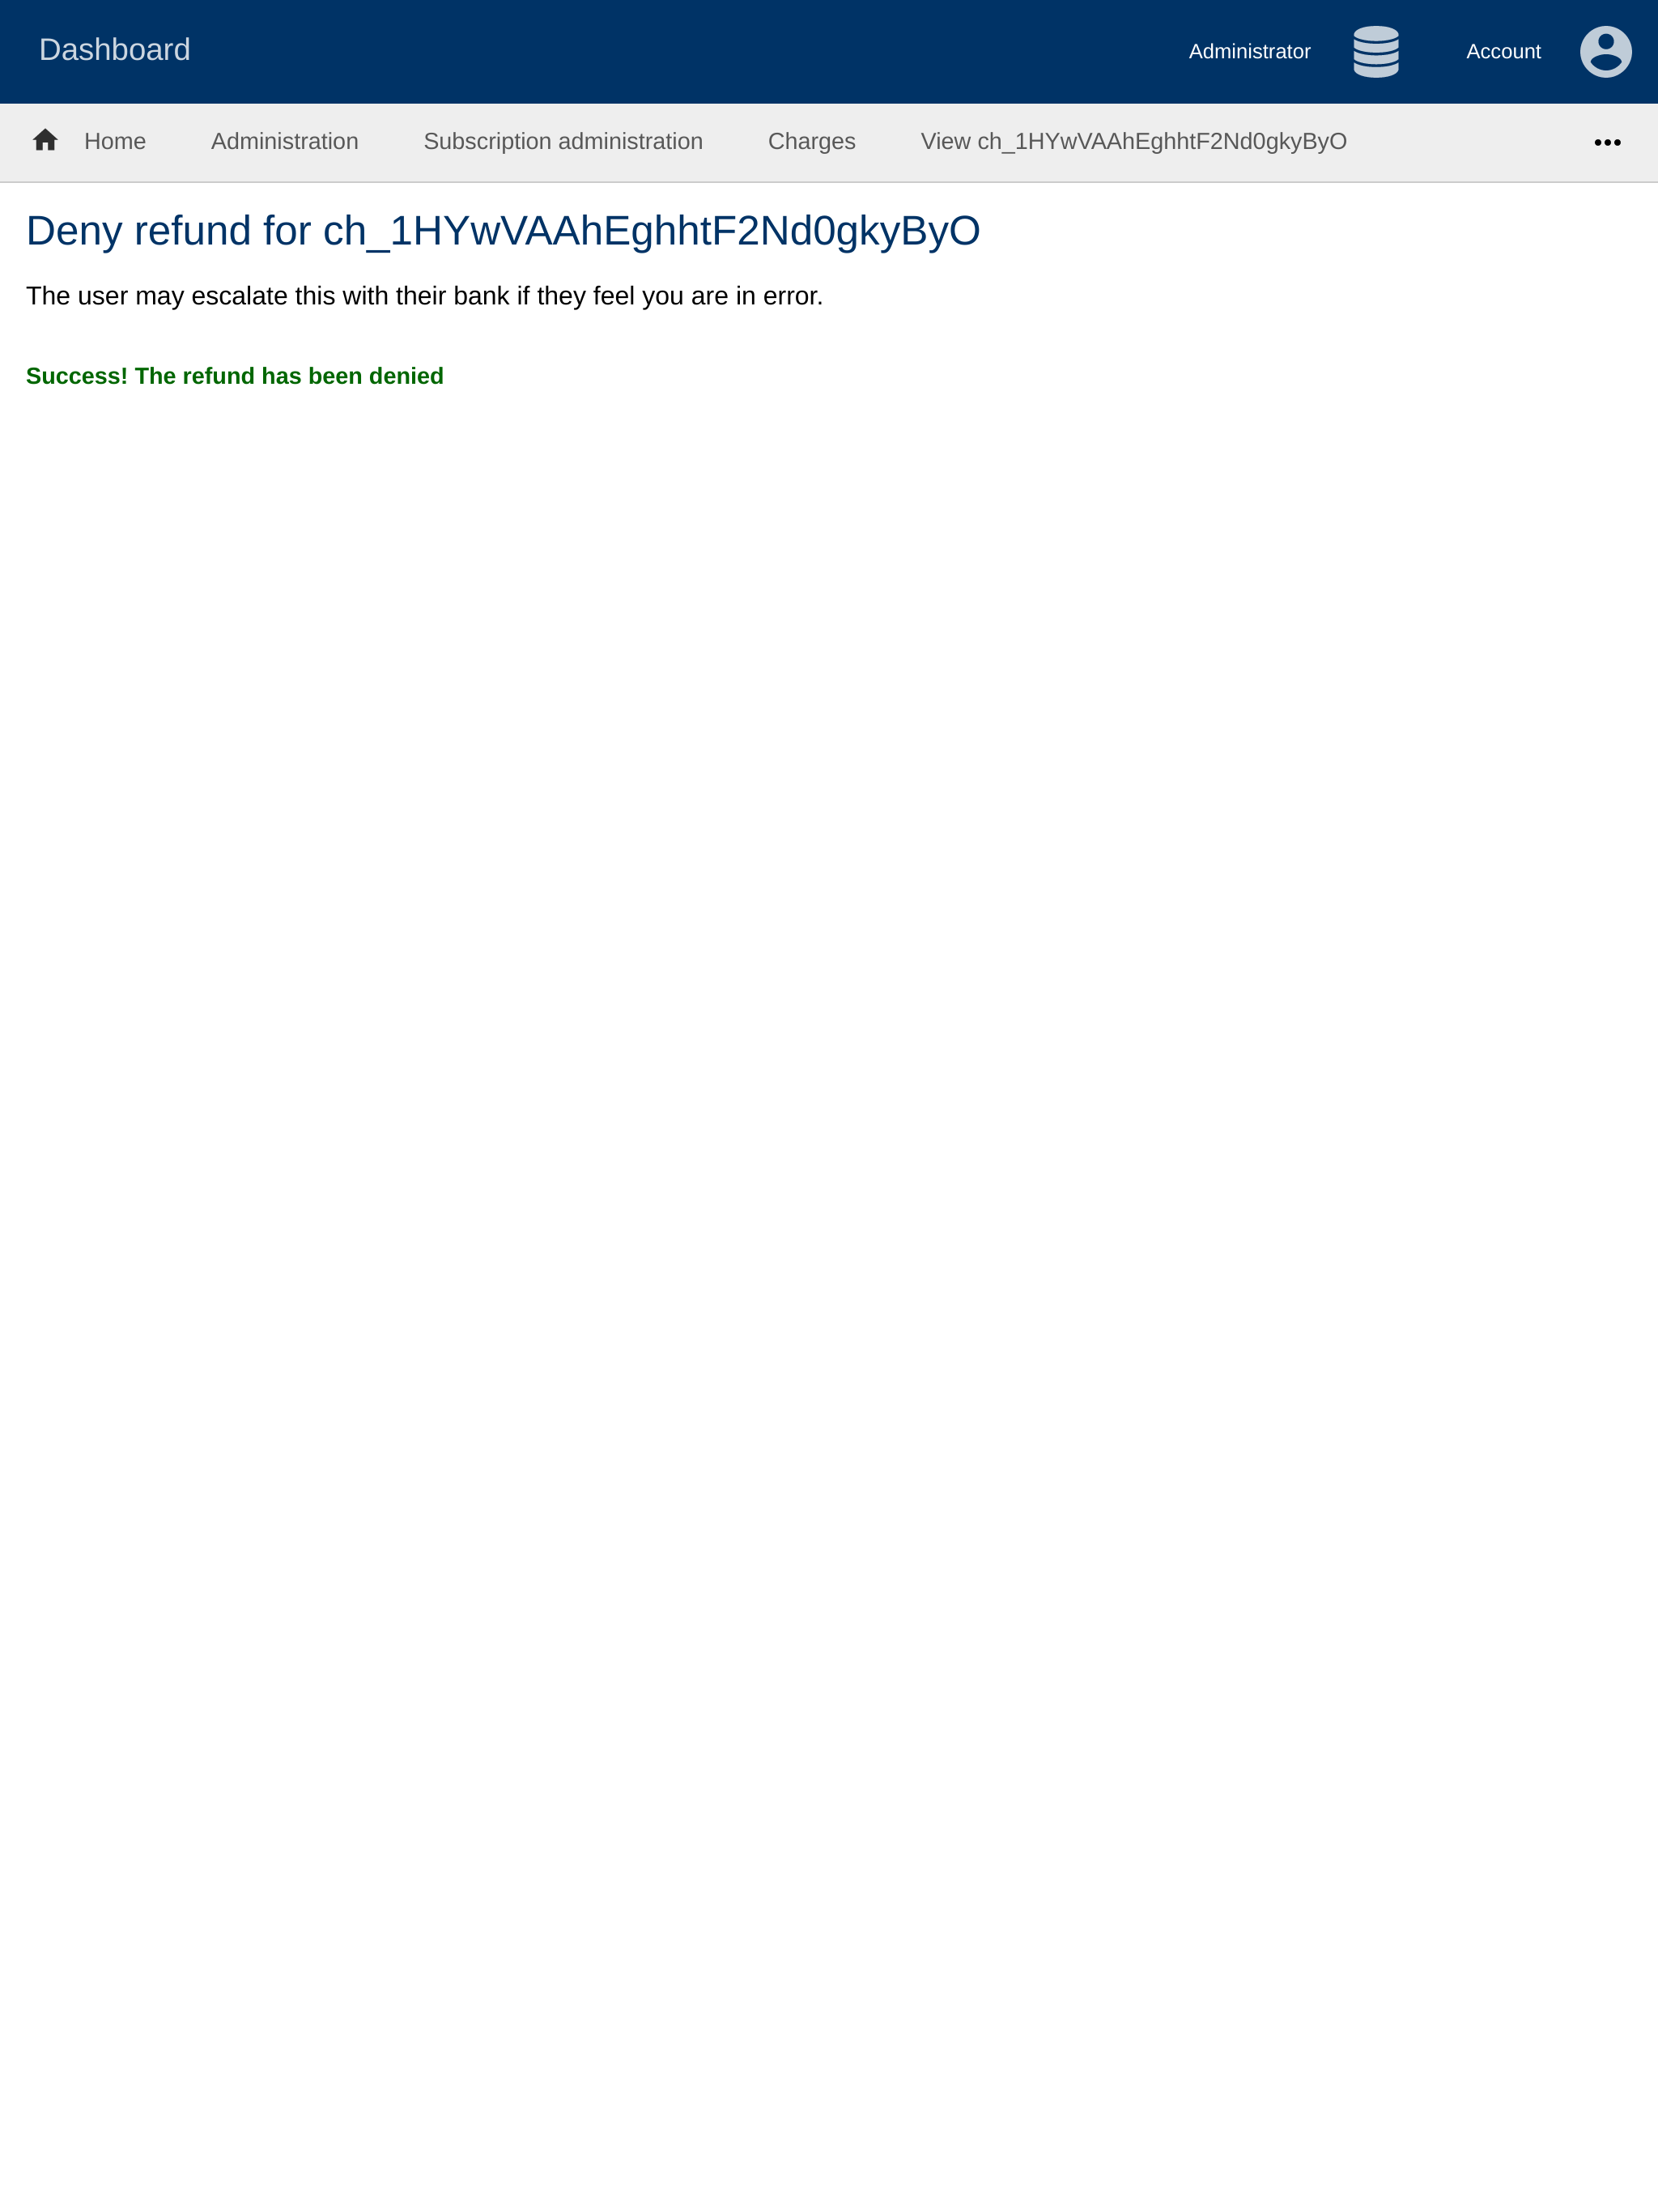 Dashboard
Administrator
Account
Home
Administration
Subscription administration
Charges
View ch_1HYwVAAhEghhtF2Nd0gkyByO
Deny refund for ch_1HYwVAAhEghhtF2Nd0gkyByO
The user may escalate this with their bank if they feel you are in error.
Success! The refund has been denied